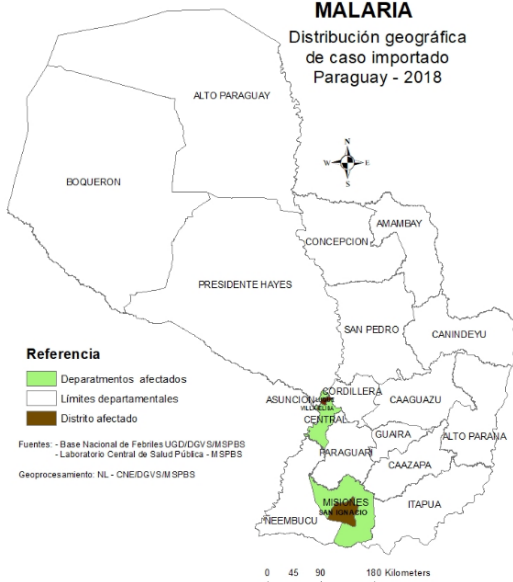 MALARIA
Distribución geográfica
de caso importado
Paraguay - 2018
ALTO PARAGUAY
N
W E
S
BOQUERON
AMAMBAY
CONCEPCION
PRESIDENTE HAYES
SAN PEDRO
CANINDEYU
Referencia
Departamentos afectados
Límites departamentales
Distrito afectado
Fuentes: - Base Nacional de Febriles UGD/DGVS/MSPBS
- Laboratorio Central de Salud Pública - MSPBS
Geoprocesamiento: NL - CNE/DGVS/MSPBS
CORDILLERA
ASUNCION
CAAGUAZU
CENTRAL
GUAIRA
ALTO PARANA
PARAGUARI
CAAZAPA
MISIONES
SAN IGNACIO
ITAPUA
ÑEEMBUCU
0 45 90 180 Kilometers